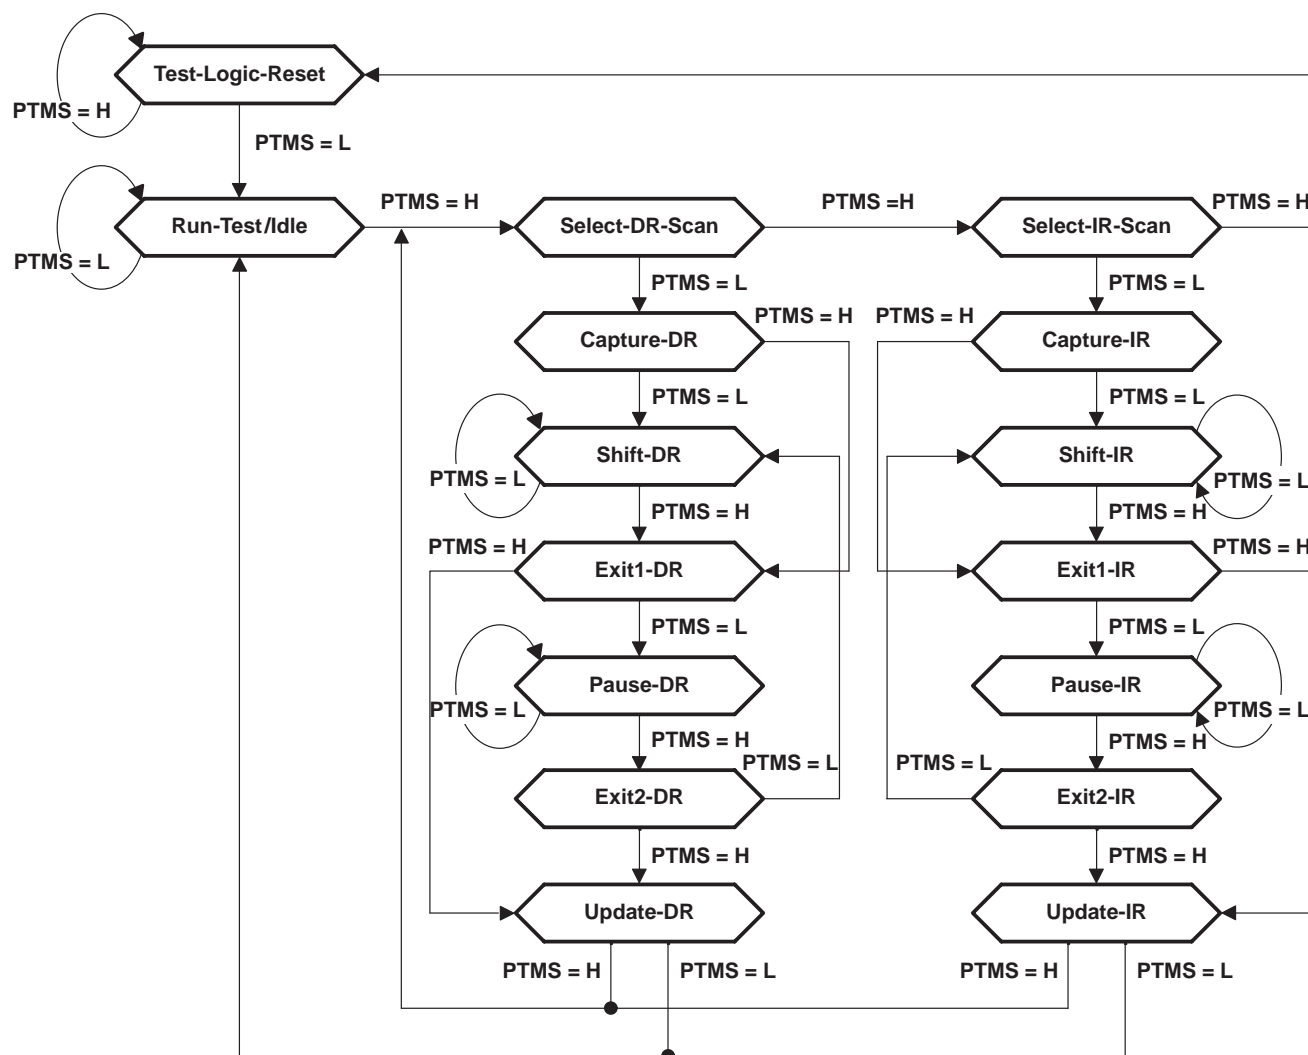 Test-Logic-Reset
PTMS = H
PTMS = L
PTMS = H
PTMS =H
PTMS = H
Run-Test/Idle
Select-DR-Scan
Select-IR-Scan
PTMS = L
PTMS = L
PTMS = L
PTMS = H
PTMS = H
Capture-DR
Capture-IR
PTMS = L
PTMS = L
Shift-DR
Shift-IR
PTMS = L
PTMS = L
PTMS = H
PTMS = H
PTMS = H
PTMS = H
Exit1-DR
Exit1-IR
PTMS = L
PTMS = L
Pause-DR
Pause-IR
PTMS = L
PTMS = L
PTMS = H
PTMS = H
PTMS = L
PTMS = L
Exit2-DR
Exit2-IR
PTMS = H
PTMS = H
Update-DR
Update-IR
PTMS = H
PTMS = L
PTMS = H
PTMS = L